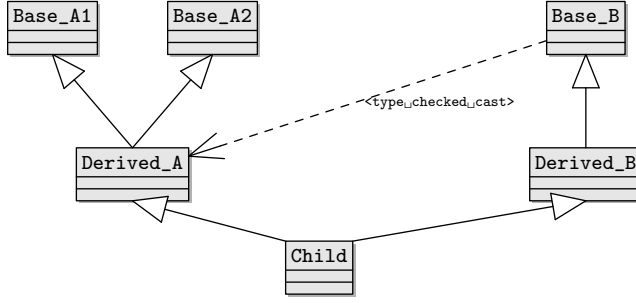 Base_A1
Base_A2
Base_B
<type␣checked␣cast>
Derived_A
Derived_B
Child